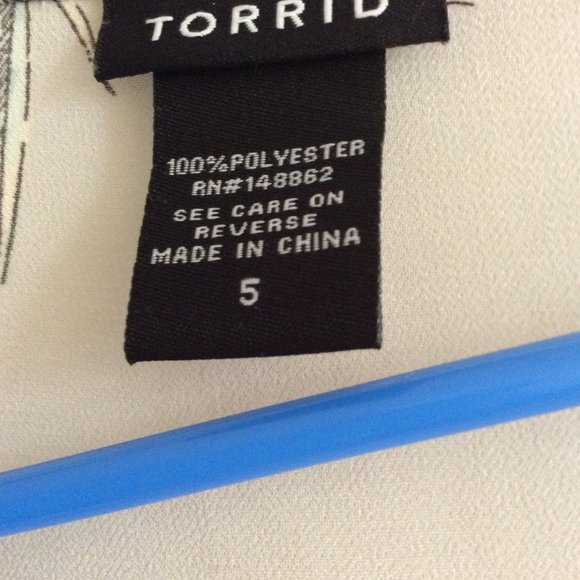 TORRID
100%POLYESTER
RN#148862
SEE CARE ON
REVERSE
MADE IN CHINA
5